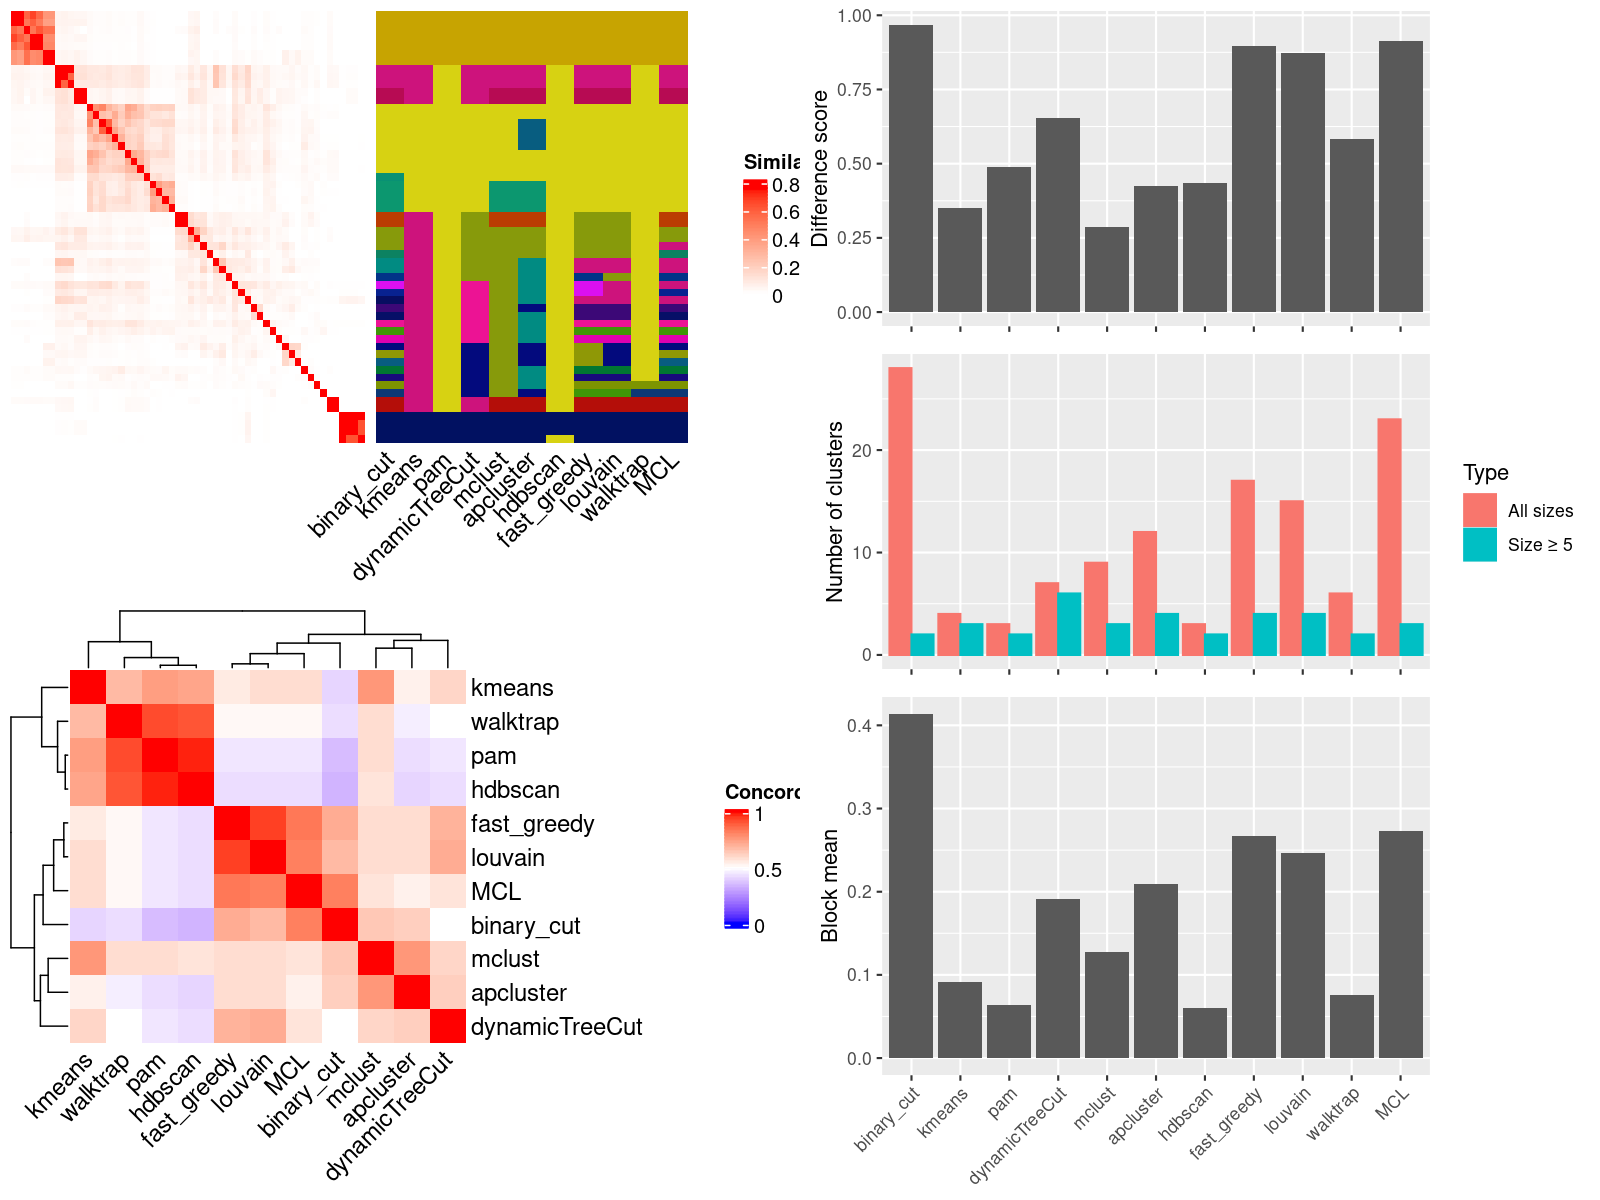 Simila
0.8
0.6
0.4
0.2
0
binary_cut
kmeans
pam
dynamicTreeCut
mclust
apcluster
hdbscan
fast_greedy
louvain
walktrap
MCL
kmeans
walktrap
pam
hdbscan
fast_greedy
louvain
MCL
binary_cut
mclust
apcluster
dynamicTreeCut
kmeans
walktrap
pam
hdbscan
fast_greedy
louvain
MCL
binary_cut
mclust
apcluster
dynamicTreeCut
Concord
1
0.5
0
Difference score
1.00
0.75
0.50
0.25
0.00
Number of clusters
20
10
0
Type
All sizes
Size ≥ 5
Block mean
0.4
0.3
0.2
0.1
0.0
binary_cut
kmeans
pam
dynamicTreeCut
mclust
apcluster
hdbscan
fast_greedy
louvain
walktrap
MCL